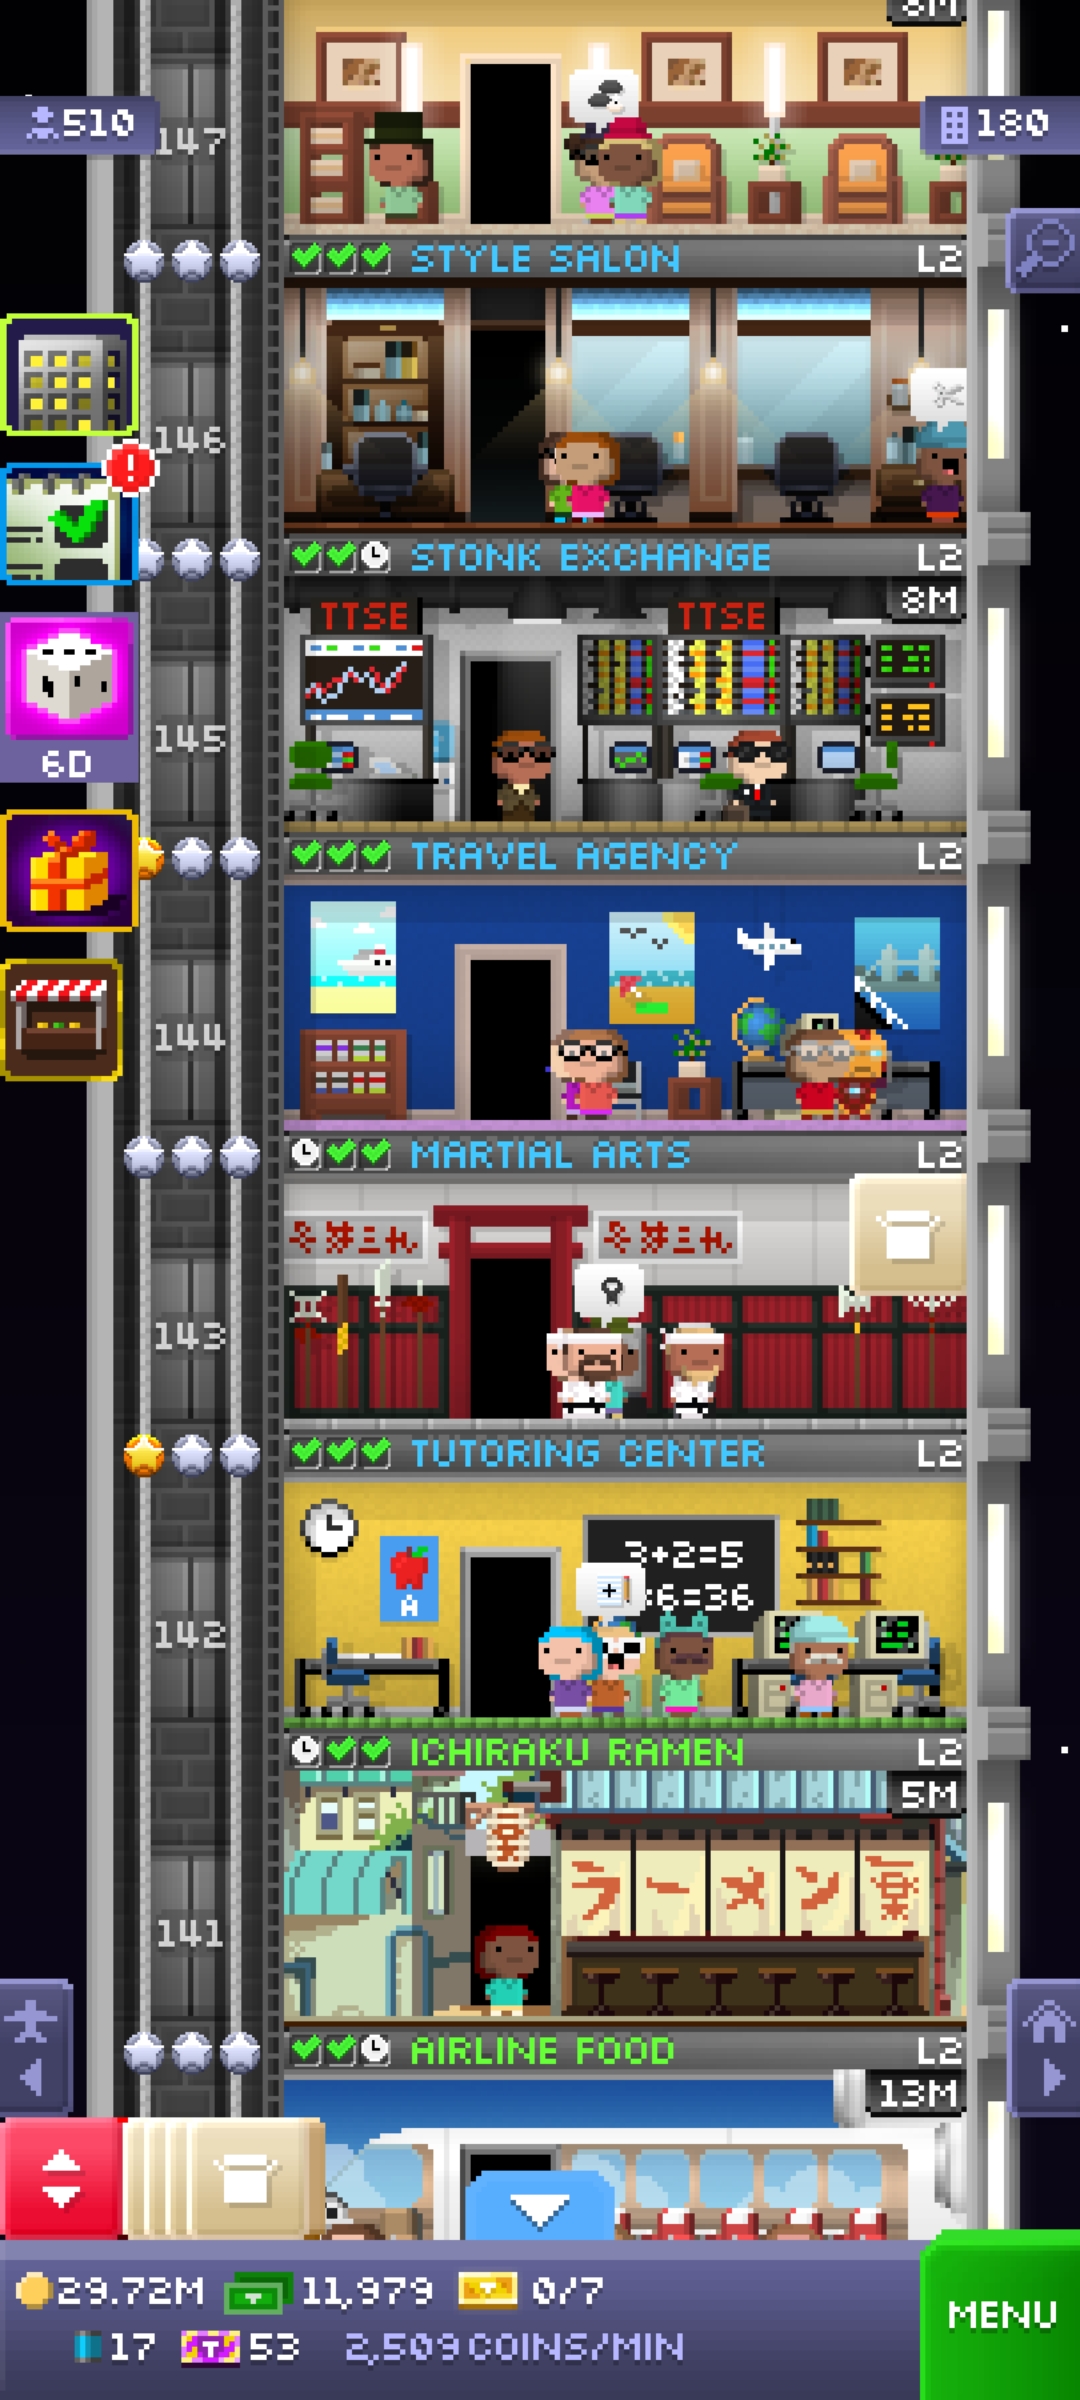 8M
510
180
147
STYLE SALON L2
146
STONK EXCHANGE L2
8M
TTSE TTSE
6D
145
TRAVEL AGENCY L2
144
MARTIAL ARTS L2
143
TUTORING CENTER L2
3+2=5
A
6=36
142
ICHIRAKU RAMEN L2
5M
ラーメン
141
AIRLINE FOOD L2
13M
29.72M 11,979 0/7
MENU
17 53 2,509 COINS/MIN